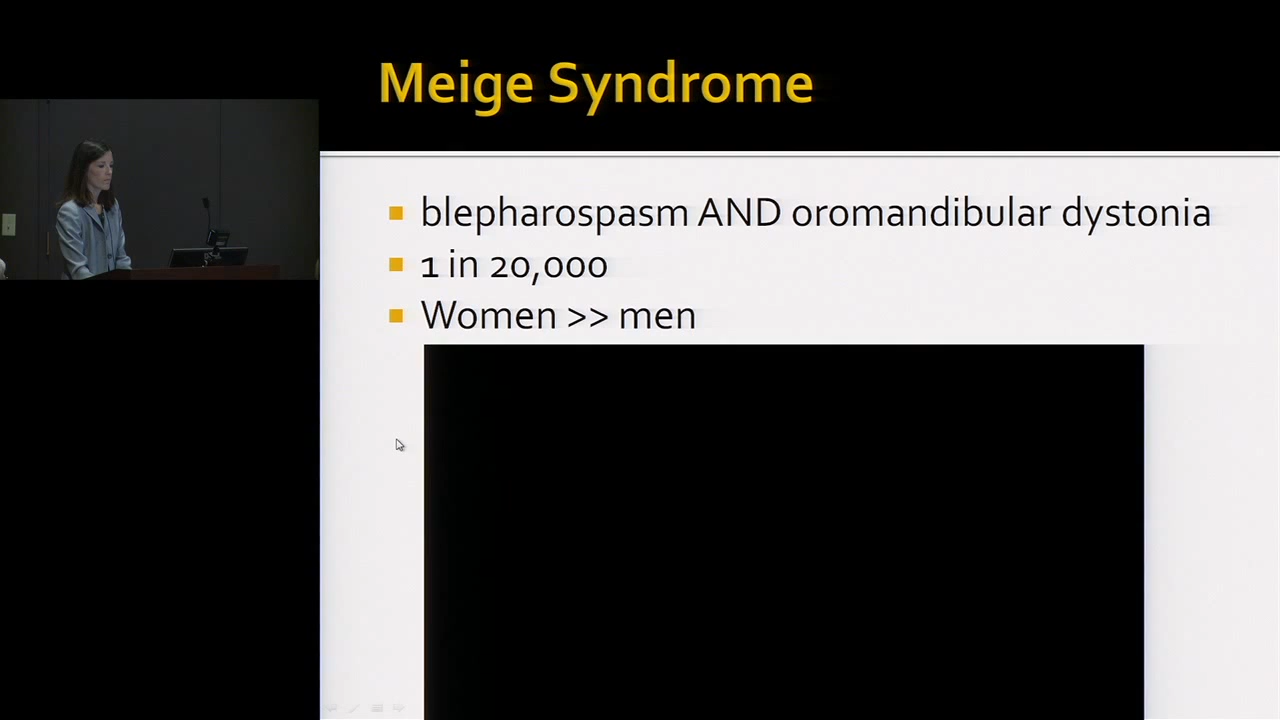 Meige Syndrome
blepharospasm AND oromandibular dystonia
1 in 20,000
Women >> men